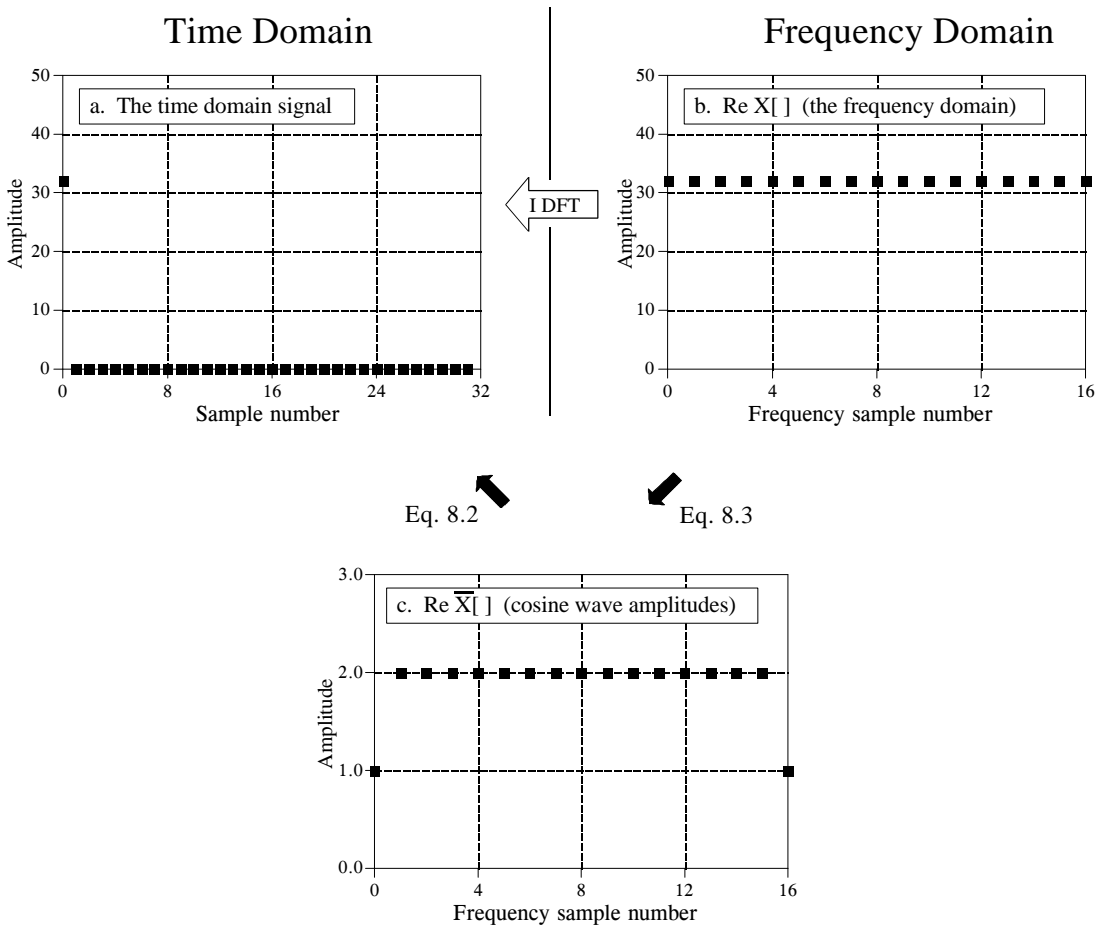 Time Domain
Frequency Domain
a. The time domain signal
50
40
30
20
10
0
Amplitude
0 8 16 24 32
Sample number
I DFT
b. Re X[ ] (the frequency domain)
50
40
30
20
10
0
Amplitude
0 4 8 12 16
Frequency sample number
Eq. 8.2
Eq. 8.3
c. Re X̅[ ] (cosine wave amplitudes)
3.0
2.0
1.0
0.0
Amplitude
0 4 8 12 16
Frequency sample number